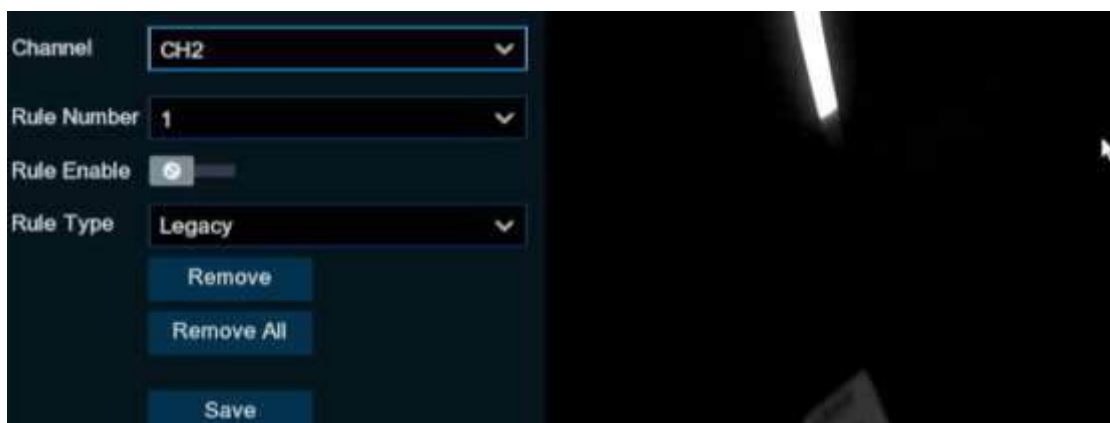 Channel CH2
Rule Number 1
Rule Enable
Rule Type Legacy
Remove
Remove All
Save